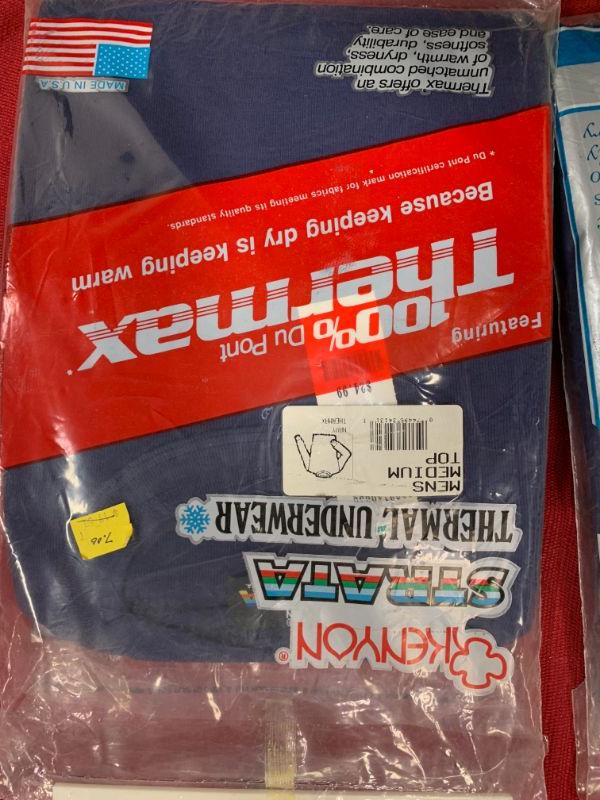 KENYON®
STRATA
THERMAL UNDERWEAR
MENS
MEDIUM
TOP
NAVY
THERMAX
7.00
$24.99
Featuring
100% Du Pont
Thermax*
Because keeping dry is keeping warm
* Du Pont certification mark for fabrics meeting its quality standards.
Thermax offers an
unmatched combination
of warmth, dryness,
softness, durability
and ease of care.
MADE IN U.S.A.